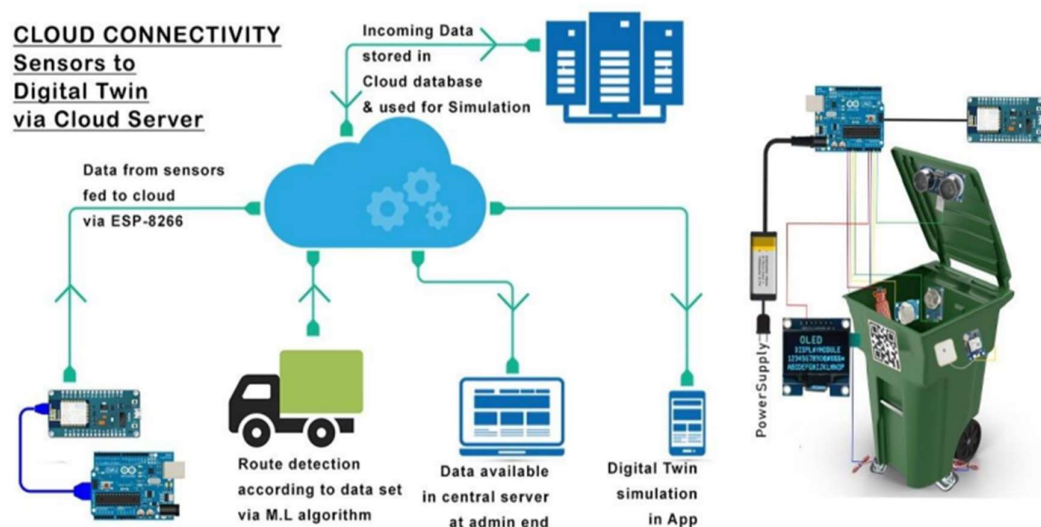 CLOUD CONNECTIVITY
Sensors to
Digital Twin
via Cloud Server
Incoming Data
stored in
Cloud database
& used for Simulation
Data from sensors
fed to cloud
via ESP-8266
Route detection
according to data set
via M.L algorithm
Data available
in central server
at admin end
Digital Twin
simulation
in App
PowerSupply
OLED